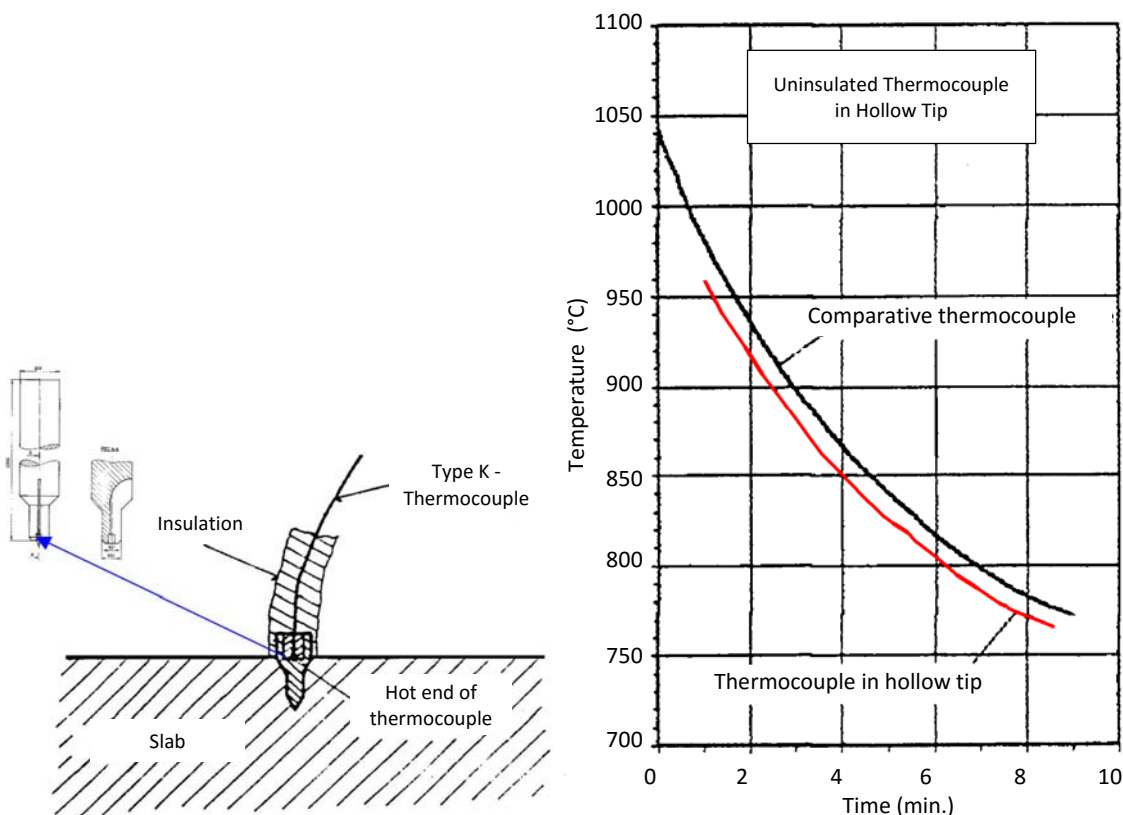 Type K -
Thermocouple
Insulation
Hot end of
thermocouple
Slab
1100
1050
1000
950
900
850
800
750
700
Temperature (°C)
Uninsulated Thermocouple
in Hollow Tip
Comparative thermocouple
Thermocouple in hollow tip
0 2 4 6 8 10
Time (min.)